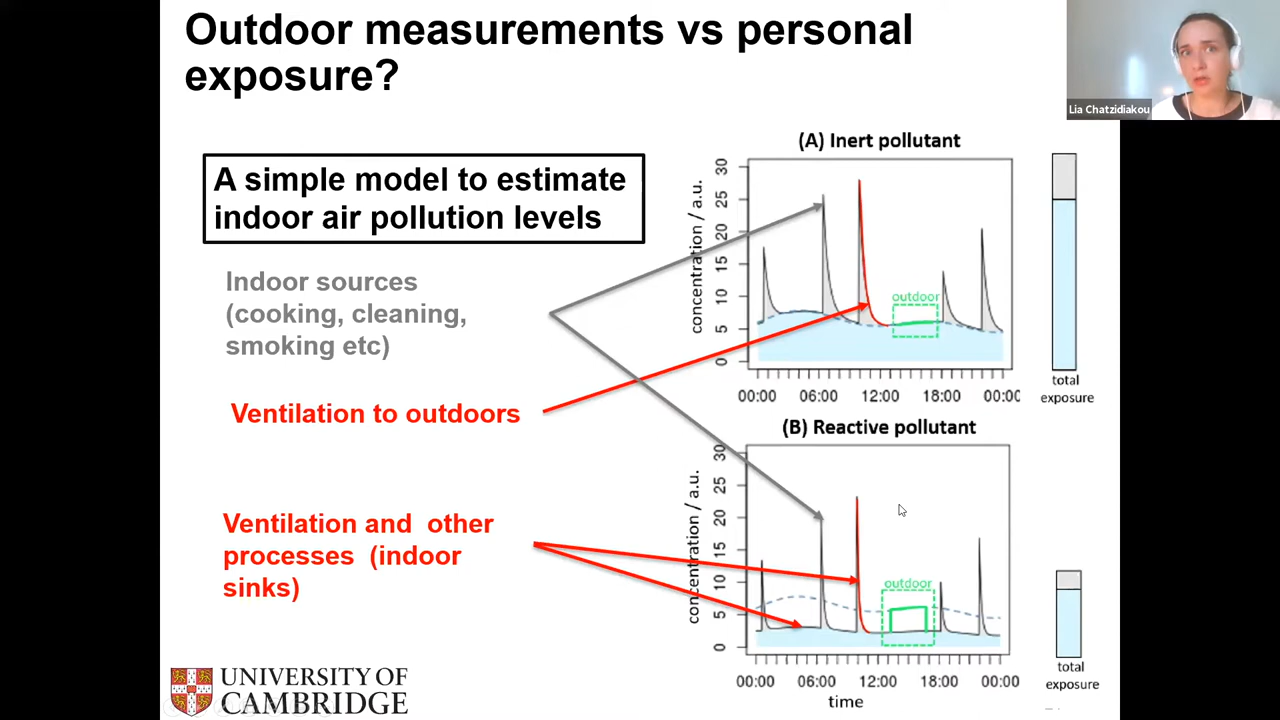 Outdoor measurements vs personal
exposure?
Lia Chatzidiakou
A simple model to estimate
indoor air pollution levels
Indoor sources
(cooking, cleaning,
smoking etc)
Ventilation to outdoors
Ventilation and other
processes (indoor
sinks)
(A) Inert pollutant
concentration / a.u.
30
25
20
15
10
5
0
outdoor
00:00 06:00 12:00 18:00 00:00
total
exposure
(B) Reactive pollutant
concentration / a.u.
30
25
20
15
10
5
0
outdoor
00:00 06:00 12:00 18:00 00:00
time
total
exposure
UNIVERSITY OF
CAMBRIDGE